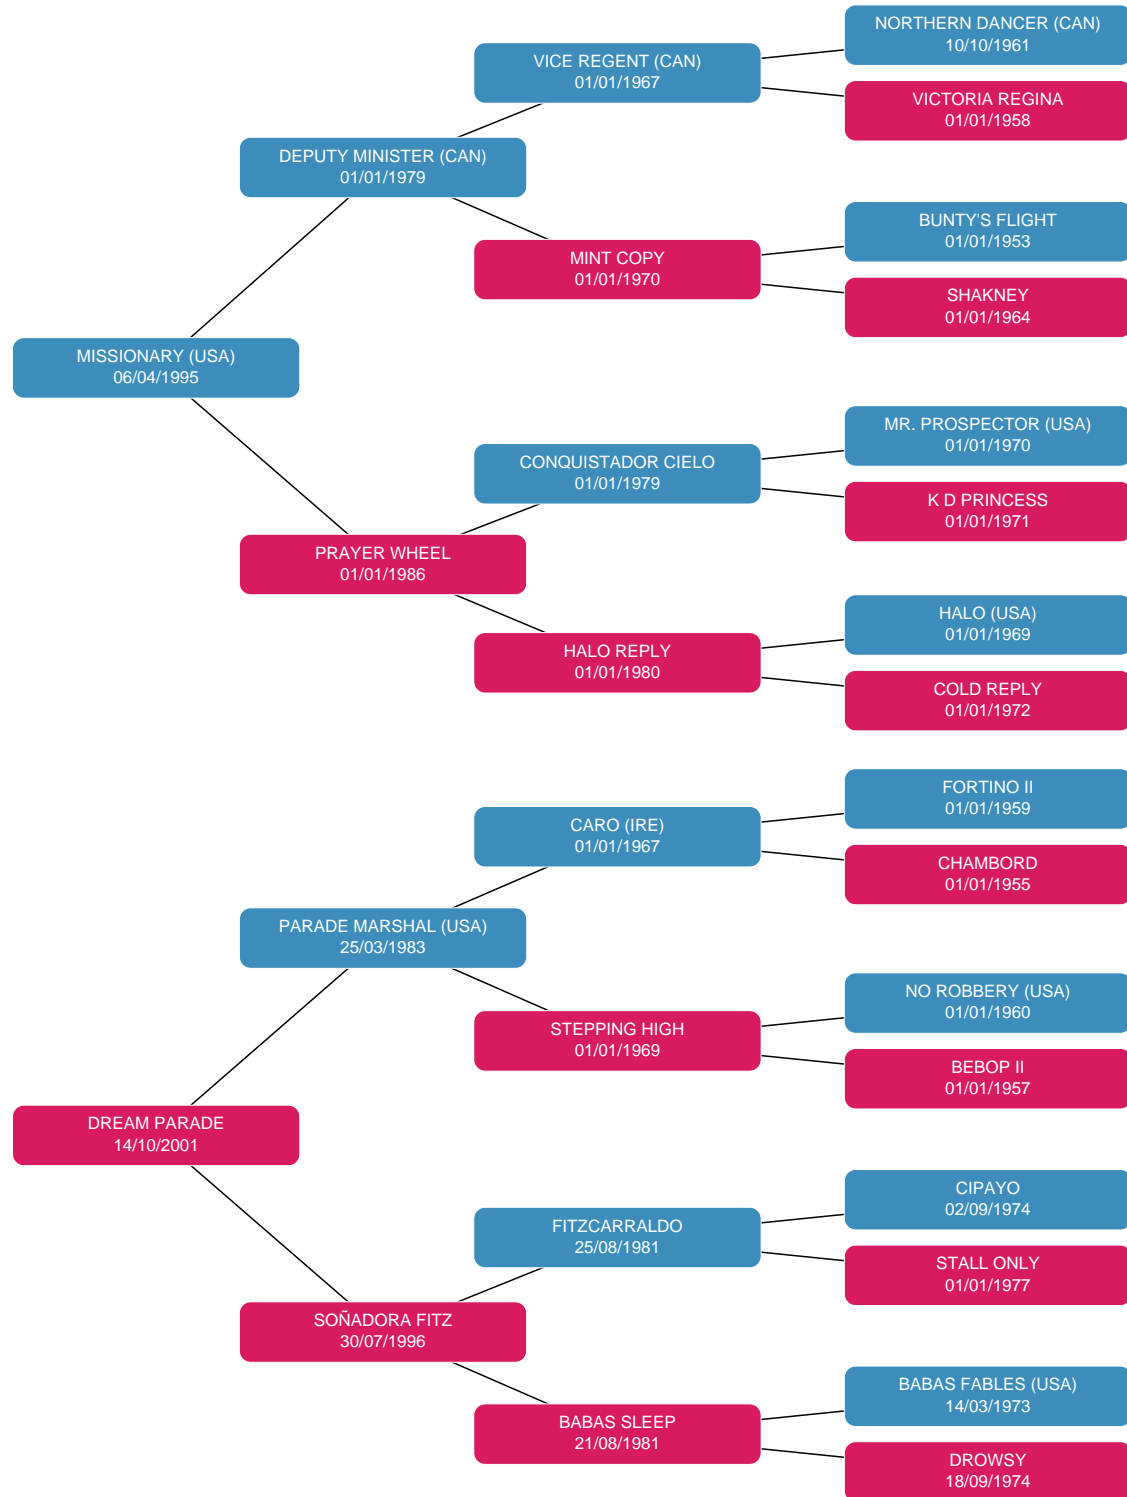 NORTHERN DANCER (CAN)
10/10/1961
VICE REGENT (CAN)
01/01/1967
VICTORIA REGINA
01/01/1958
DEPUTY MINISTER (CAN)
01/01/1979
BUNTY'S FLIGHT
01/01/1953
MINT COPY
01/01/1970
SHAKNEY
01/01/1964
MISSIONARY (USA)
06/04/1995
MR. PROSPECTOR (USA)
01/01/1970
CONQUISTADOR CIELO
01/01/1979
K D PRINCESS
01/01/1971
PRAYER WHEEL
01/01/1986
HALO (USA)
01/01/1969
HALO REPLY
01/01/1980
COLD REPLY
01/01/1972
FORTINO II
01/01/1959
CARO (IRE)
01/01/1967
CHAMBORD
01/01/1955
PARADE MARSHAL (USA)
25/03/1983
NO ROBBERY (USA)
01/01/1960
STEPPING HIGH
01/01/1969
BEBOP II
01/01/1957
DREAM PARADE
14/10/2001
CIPAYO
02/09/1974
FITZCARRALDO
25/08/1981
STALL ONLY
01/01/1977
SOÑADORA FITZ
30/07/1996
BABAS FABLES (USA)
14/03/1973
BABAS SLEEP
21/08/1981
DROWSY
18/09/1974